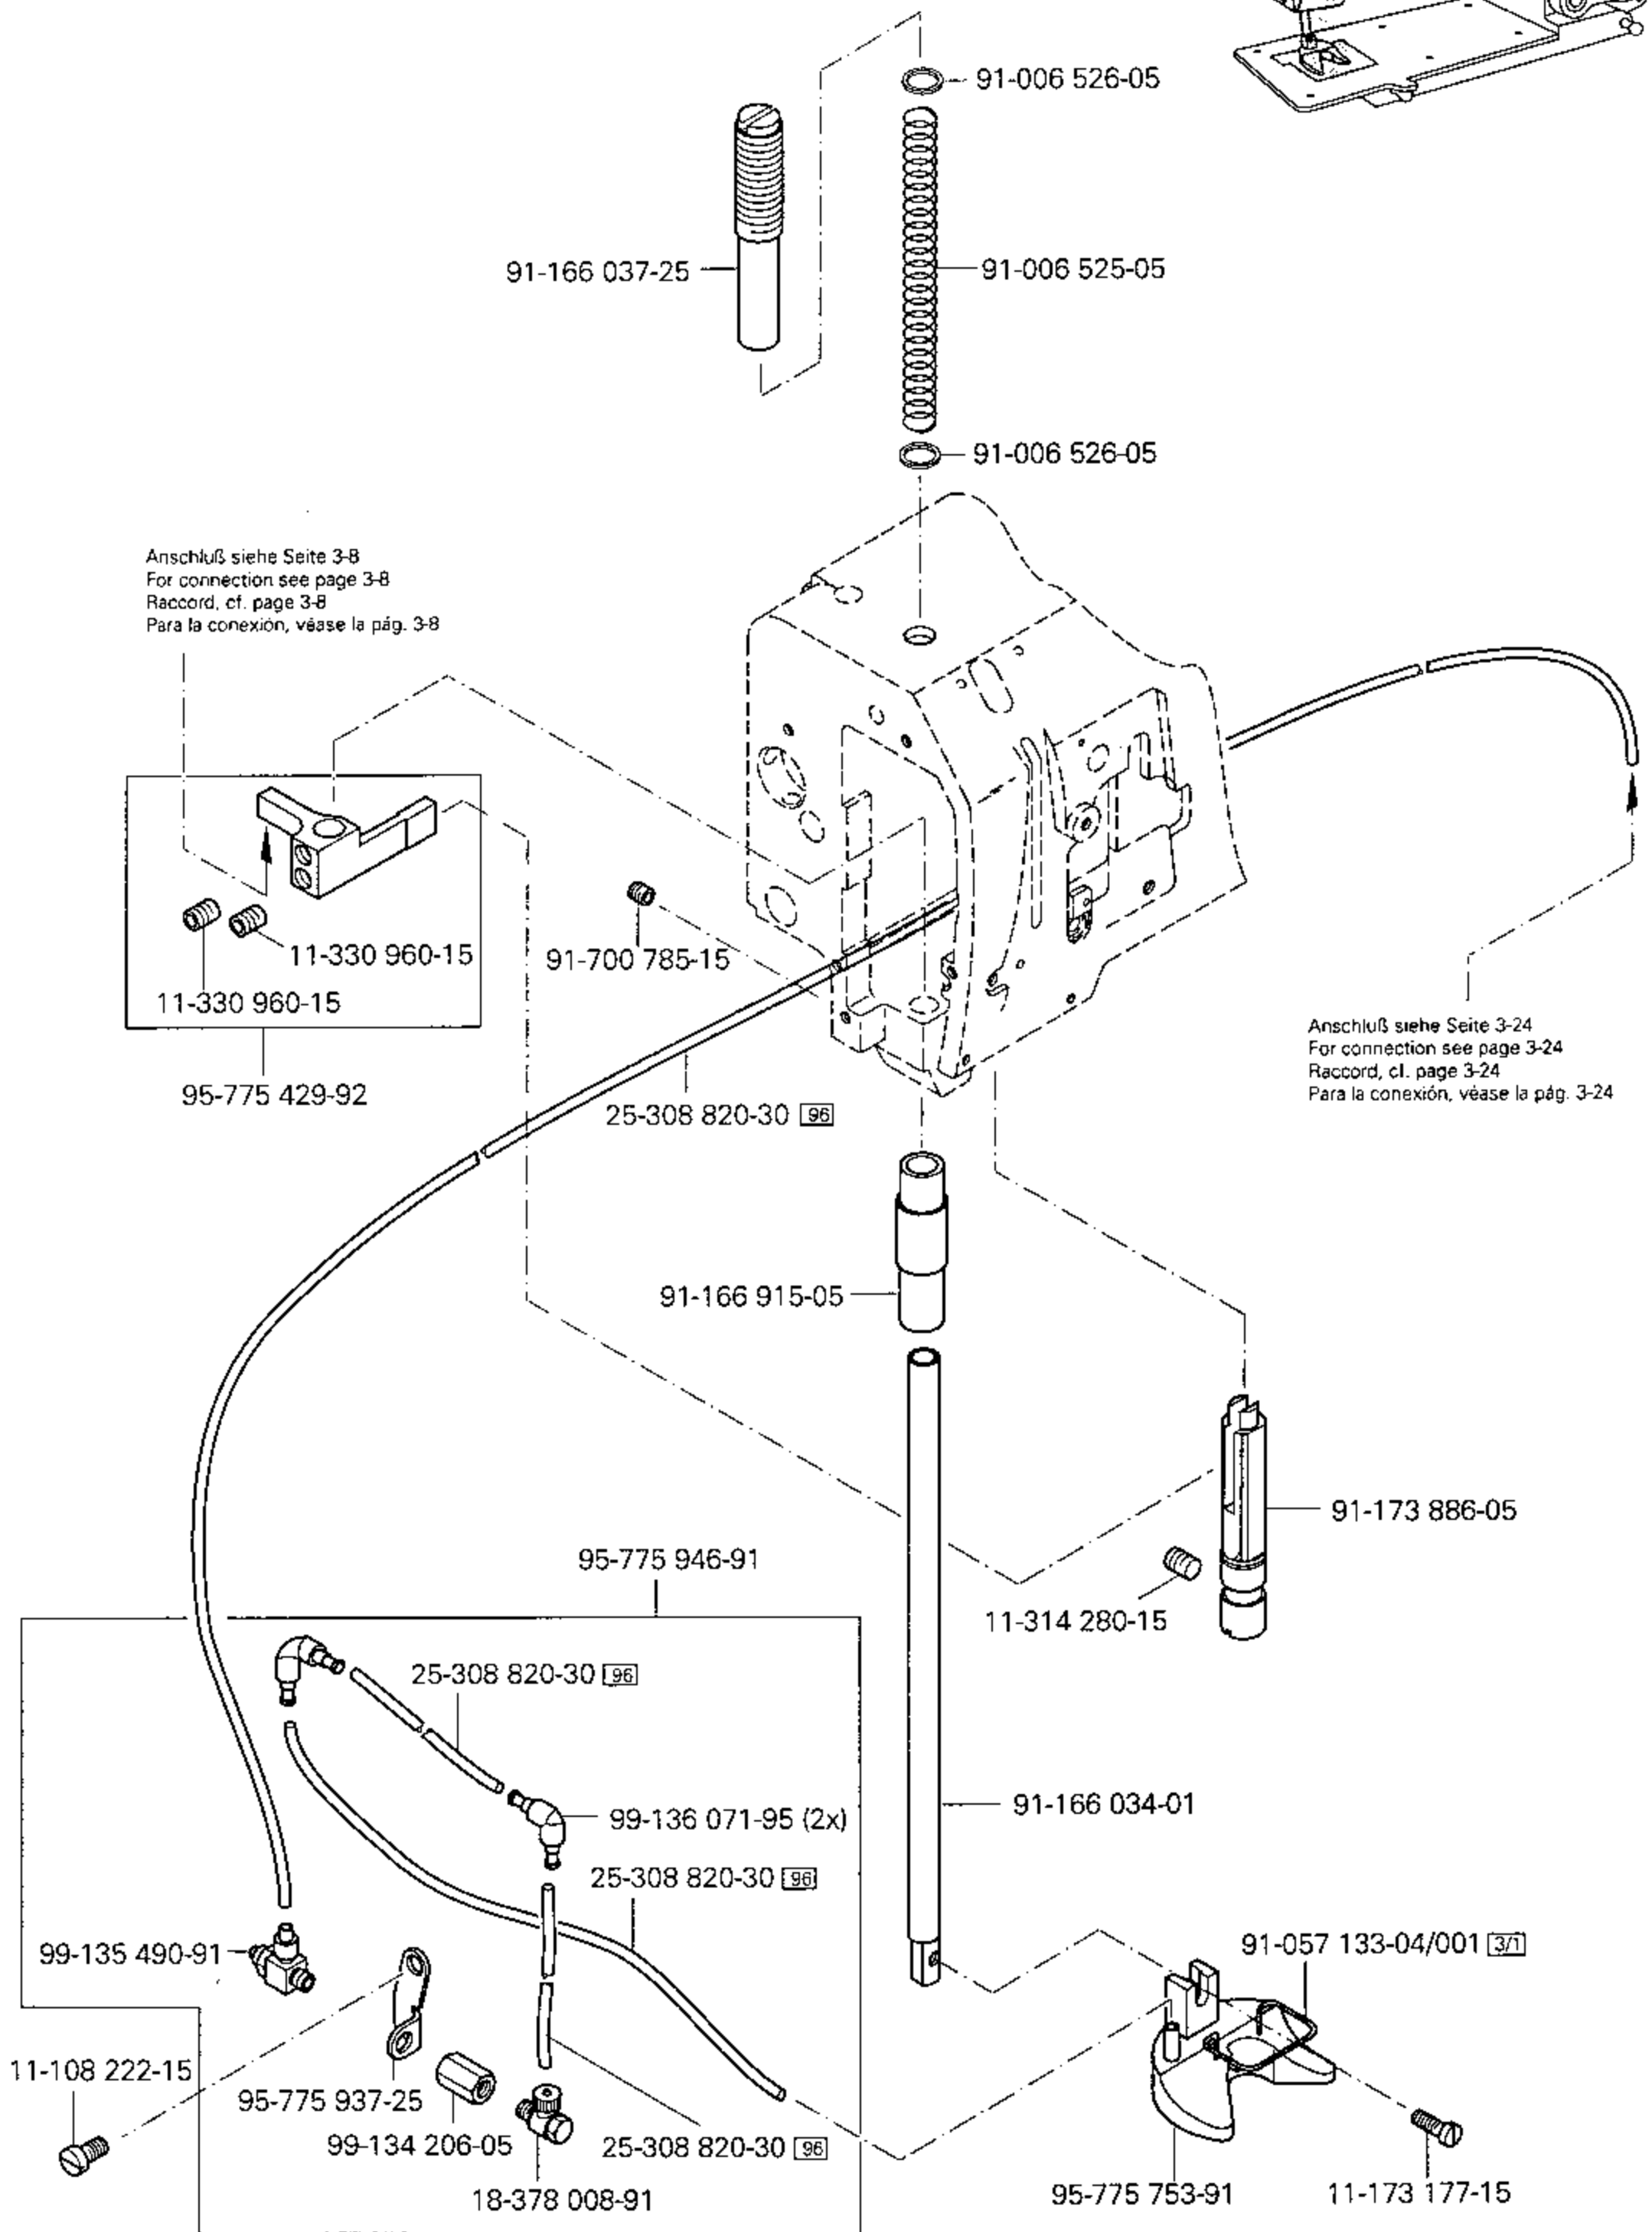 91-006 526-05
91-166 037-25
91-006 525-05
91-006 526-05
Anschluß siehe Seite 3-8
For connection see page 3-8
Raccord, cf. page 3-8
Para la conexión, véase la pág. 3-8
11-330 960-15
11-330 960-15
95-775 429-92
91-700 785-15
25-308 820-30 96
Anschluß siehe Seite 3-24
For connection see page 3-24
Raccord, cf. page 3-24
Para la conexión, véase la pág. 3-24
91-166 915-05
91-173 886-05
11-314 280-15
95-775 946-91
25-308 820-30 96
99-136 071-95 (2x)
91-166 034-01
25-308 820-30 96
99-135 490-91
91-057 133-04/001 3/1
11-108 222-15
95-775 937-25
99-134 206-05
25-308 820-30 96
18-378 008-91
95-775 753-91
11-173 177-15